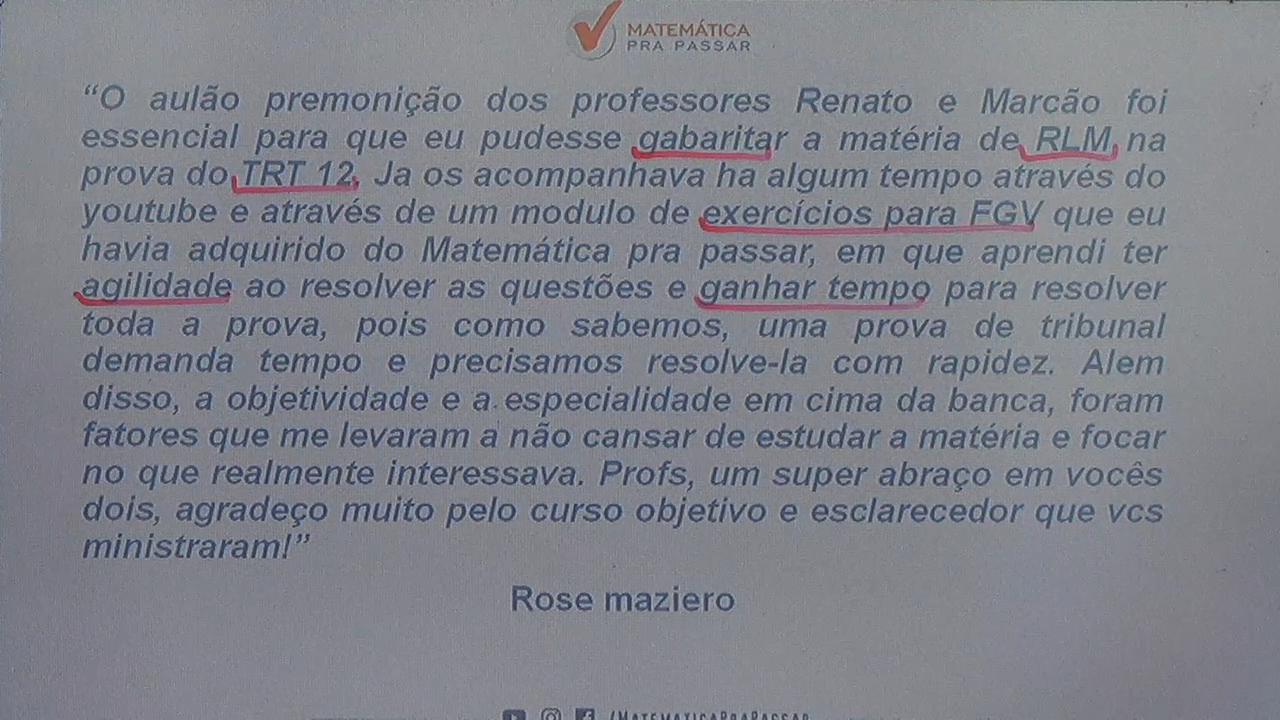 MATEMÁTICA
PRA PASSAR
“O aulão premonição dos professores Renato e Marcão foi
essencial para que eu pudesse gabaritar a matéria de RLM na
prova do TRT 12. Ja os acompanhava ha algum tempo através do
youtube e através de um modulo de exercícios para FGV que eu
havia adquirido do Matemática pra passar, em que aprendi ter
agilidade ao resolver as questões e ganhar tempo para resolver
toda a prova, pois como sabemos, uma prova de tribunal
demanda tempo e precisamos resolve-la com rapidez. Alem
disso, a objetividade e a especialidade em cima da banca, foram
fatores que me levaram a não cansar de estudar a matéria e focar
no que realmente interessava. Profs, um super abraço em vocês
dois, agradeço muito pelo curso objetivo e esclarecedor que vcs
ministraram!”
Rose maziero
/MATEMATICAPRAPASSAR